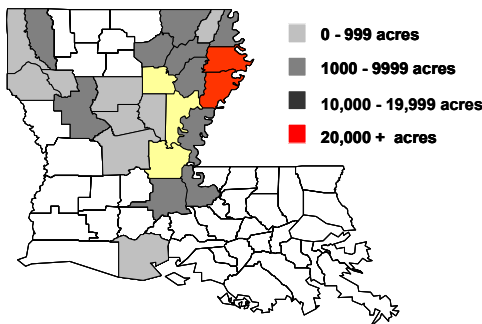 0 - 999 acres
1000 - 9999 acres
10,000 - 19,999 acres
20,000 + acres